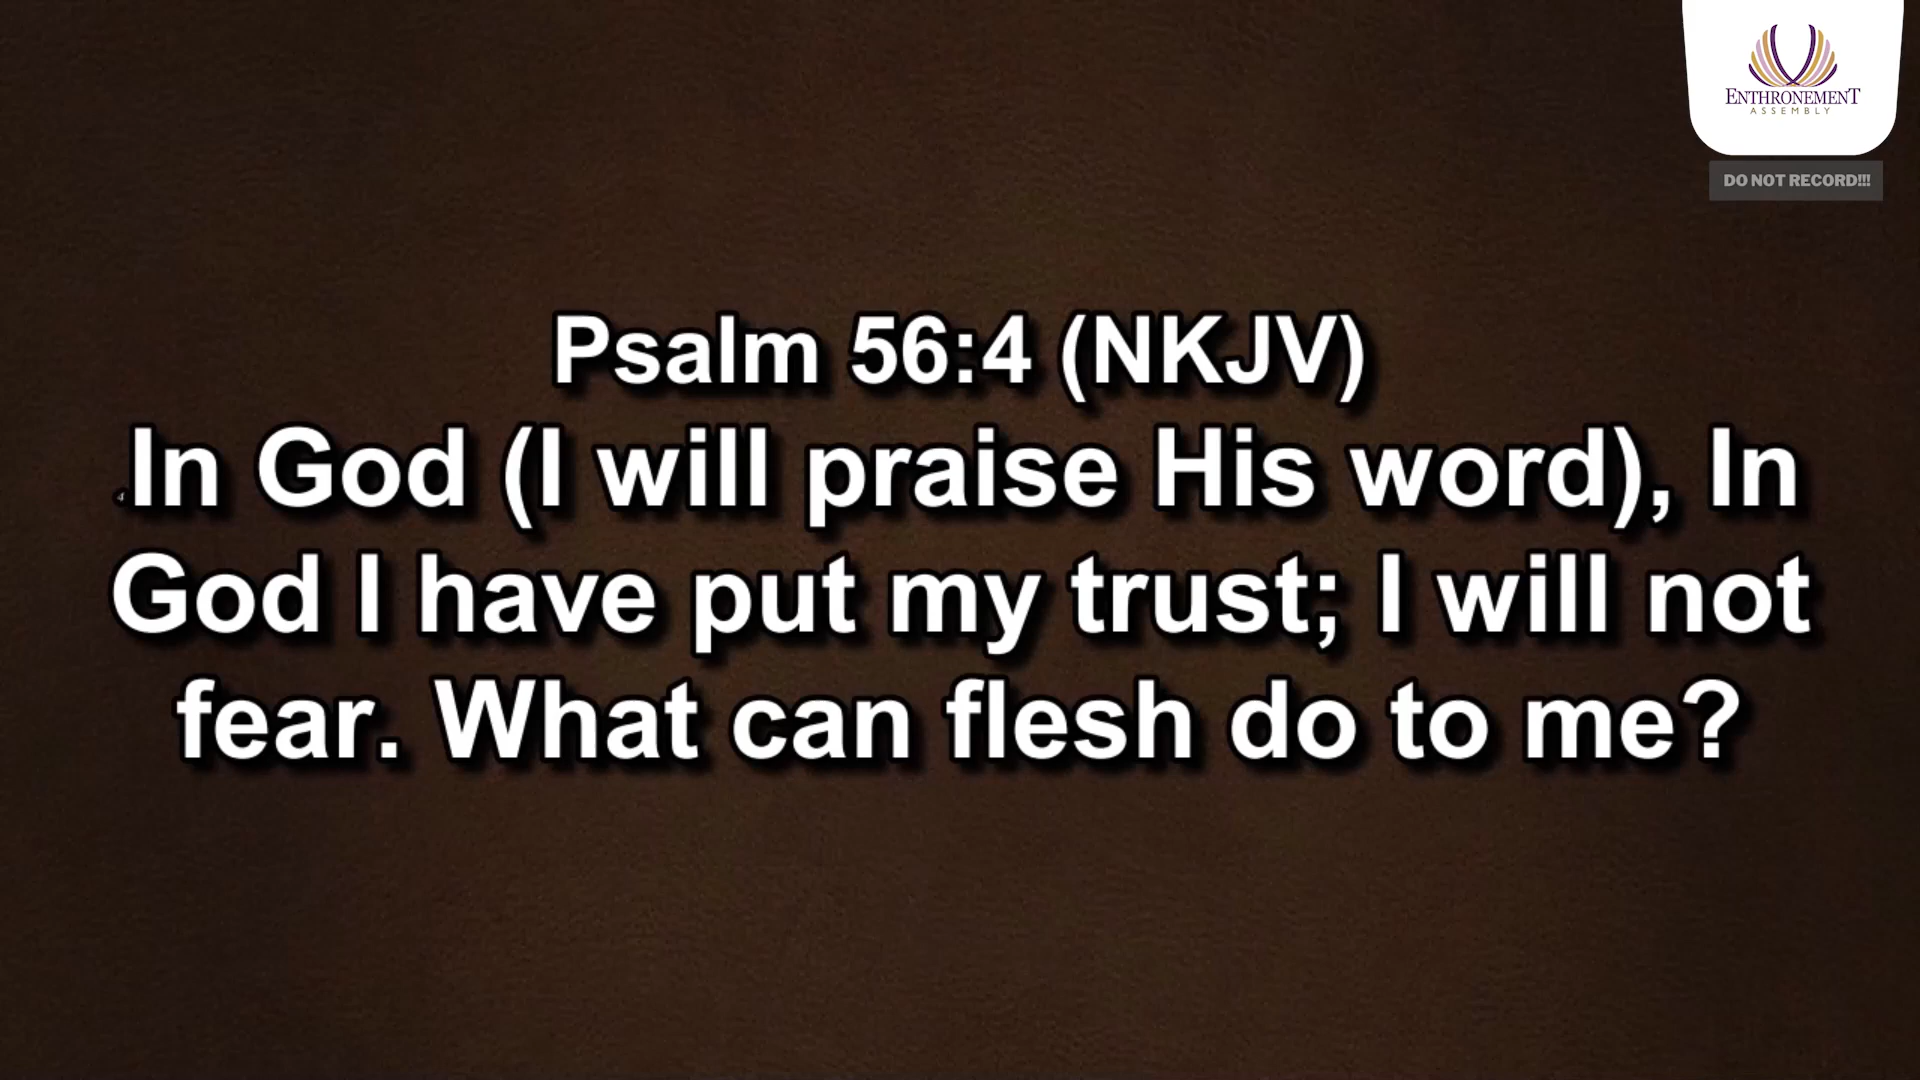 ENTHRONEMENT
ASSEMBLY
DO NOT RECORD!!!
Psalm 56:4 (NKJV)
4 In God (I will praise His word), In
God I have put my trust; I will not
fear. What can flesh do to me?